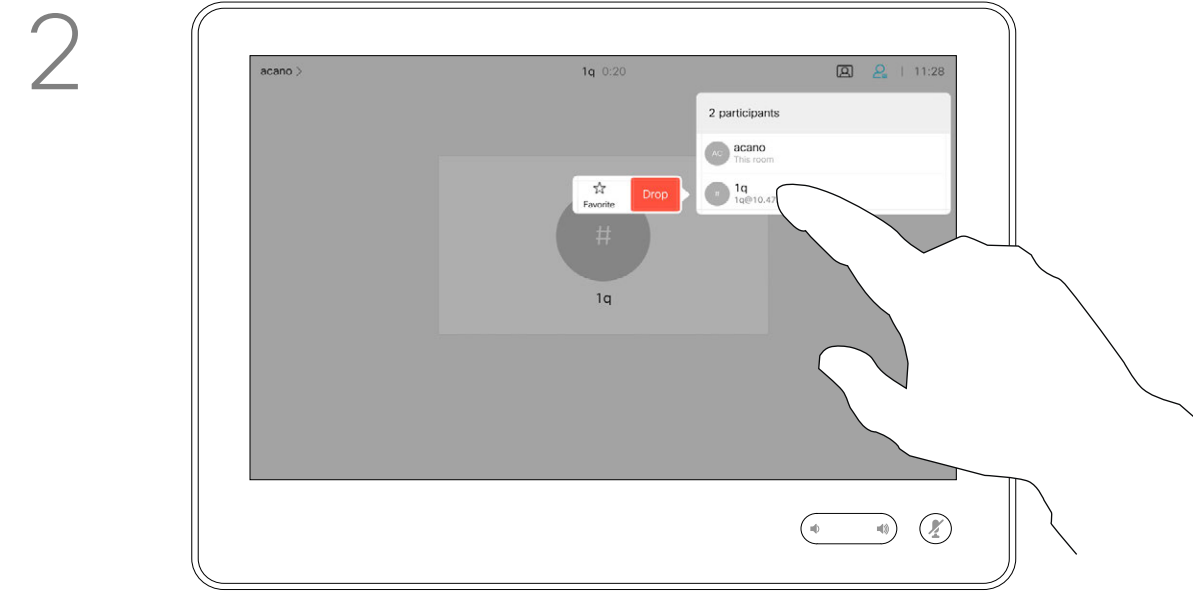 2
acano >
1q 0:20
11:28
2 participants
AC
acano
This room
#
1q
1q@10.47
Favorite
Drop
#
1q